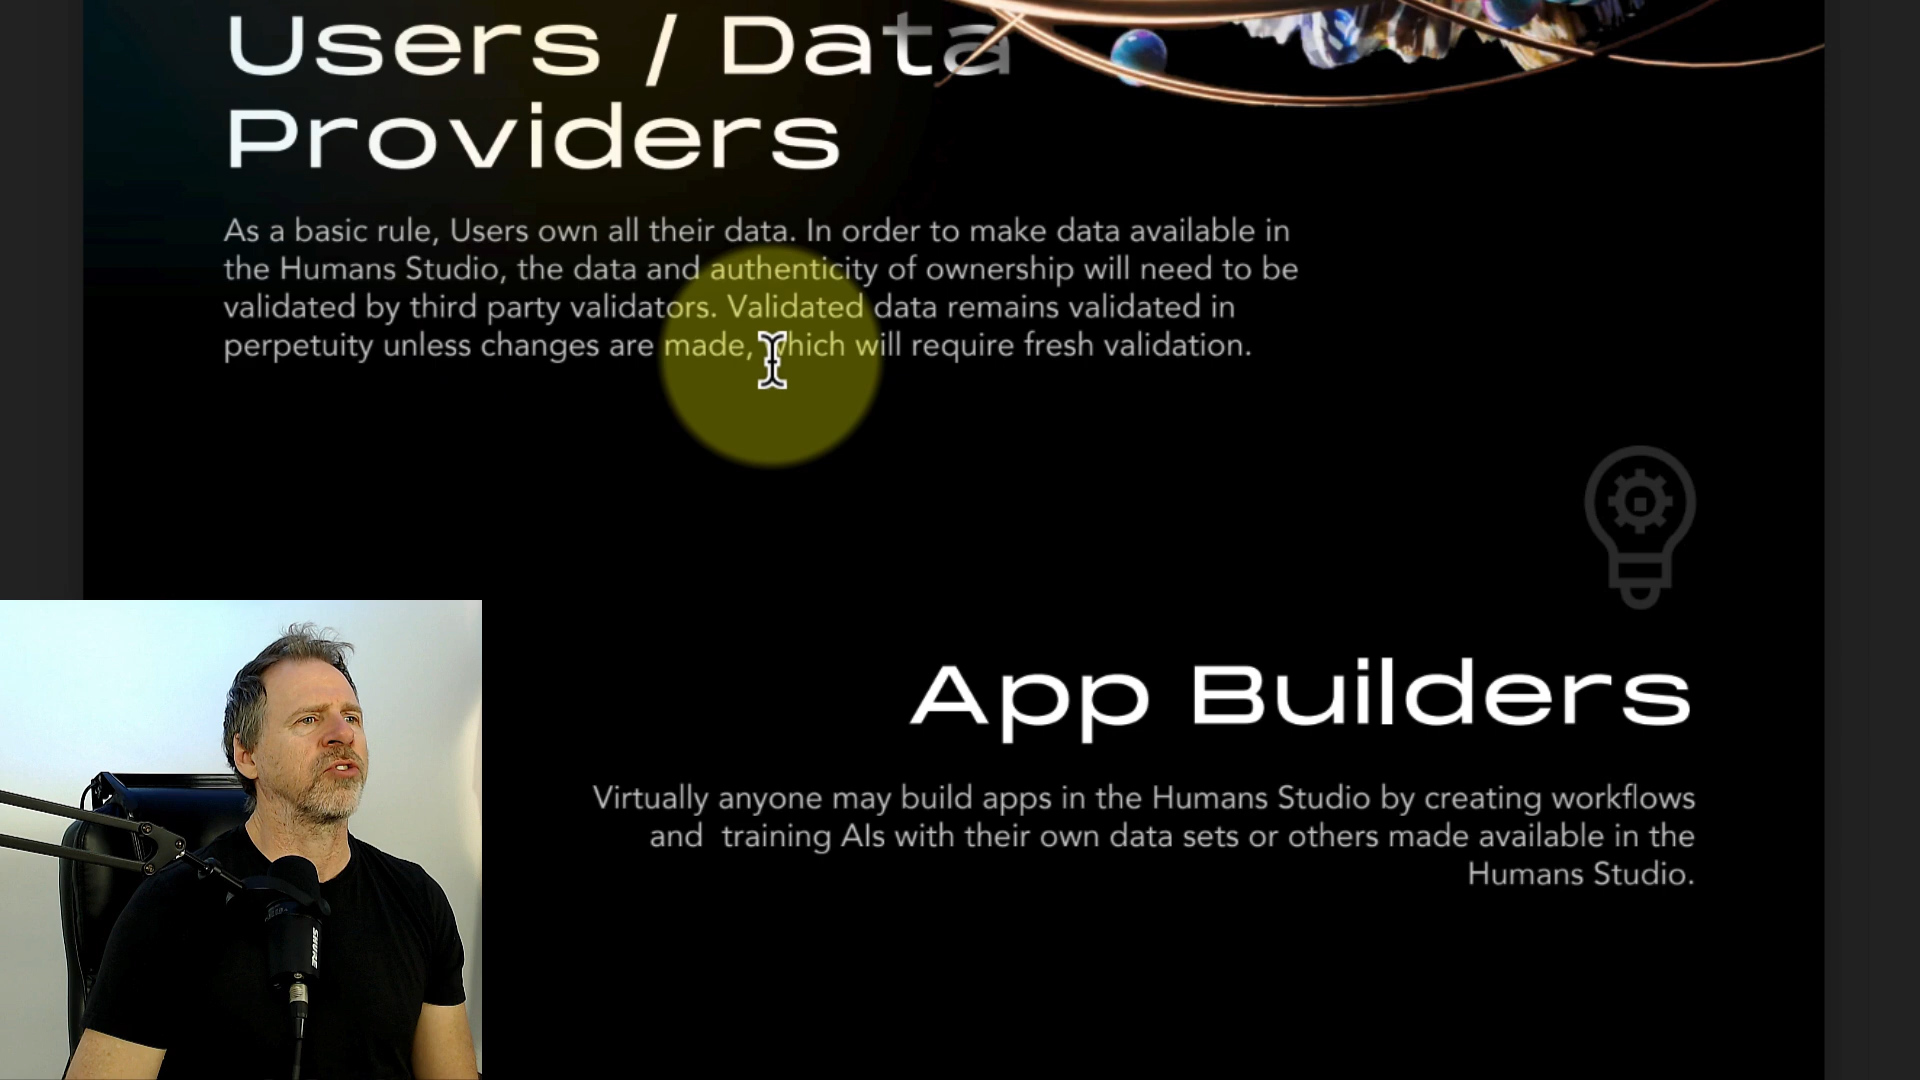 Users / Data
Providers
As a basic rule, Users own all their data. In order to make data available in
the Humans Studio, the data and authenticity of ownership will need to be
validated by third party validators. Validated data remains validated in
perpetuity unless changes are made, which will require fresh validation.
App Builders
Virtually anyone may build apps in the Humans Studio by creating workflows
and  training AIs with their own data sets or others made available in the
Humans Studio.
SHURE